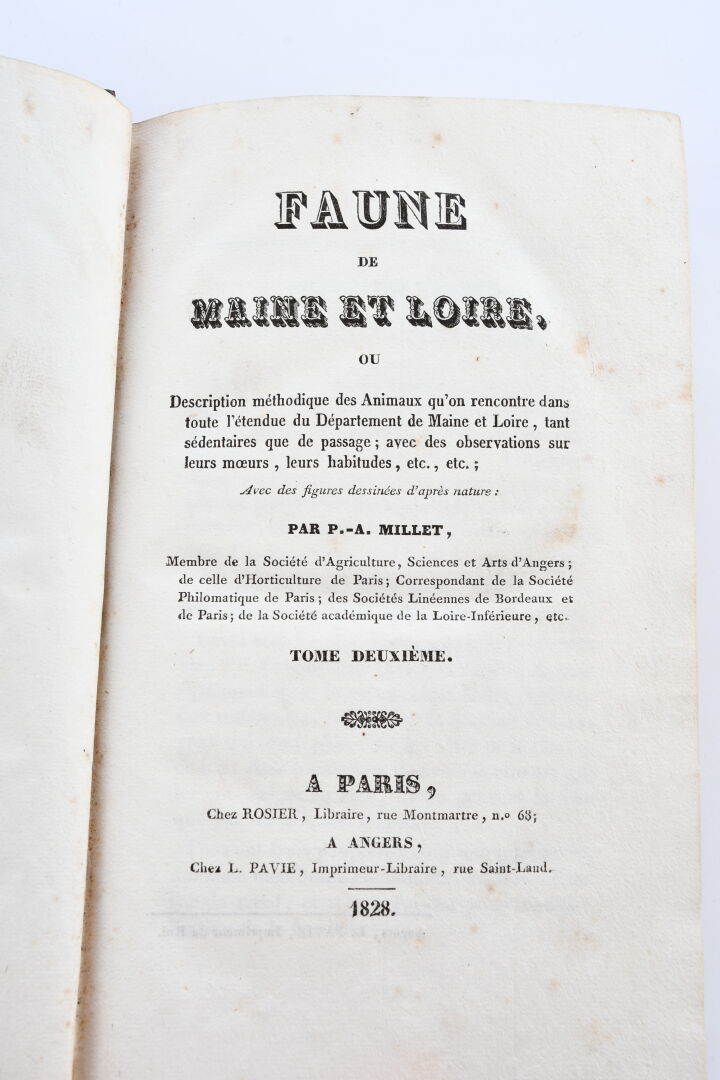 FAUNE
DE
MAINE ET LOIRE,
OU
Description méthodique des Animaux qu'on rencontre dans
toute l'étendue du Département de Maine et Loire, tant
sédentaires que de passage; avec des observations sur
leurs mœurs, leurs habitudes, etc., etc.;
Avec des figures dessinées d'après nature:
PAR P.-A. MILLET,
Membre de la Société d'Agriculture, Sciences et Arts d'Angers;
de celle d'Horticulture de Paris; Correspondant de la Société
Philomatique de Paris; des Sociétés Linéennes de Bordeaux et
de Paris; de la Société académique de la Loire-Inférieure, etc.
TOME DEUXIÈME.
A PARIS,
Chez ROSIER, Libraire, rue Montmartre, n.o 68;
A ANGERS,
Chez L. PAVIE, Imprimeur-Libraire, rue Saint-Laud.
1828.